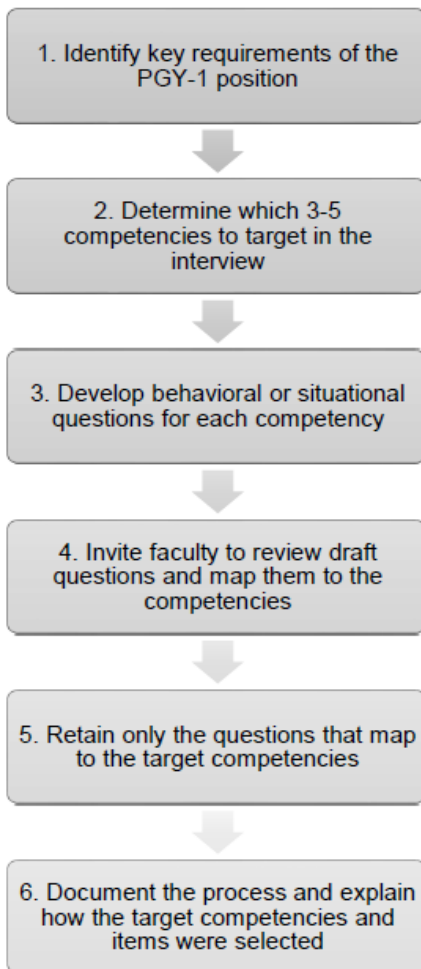 1. Identify key requirements of the
PGY-1 position
2. Determine which 3-5
competencies to target in the
interview
3. Develop behavioral or situational
questions for each competency
4. Invite faculty to review draft
questions and map them to the
competencies
5. Retain only the questions that map
to the target competencies
6. Document the process and explain
how the target competencies and
items were selected